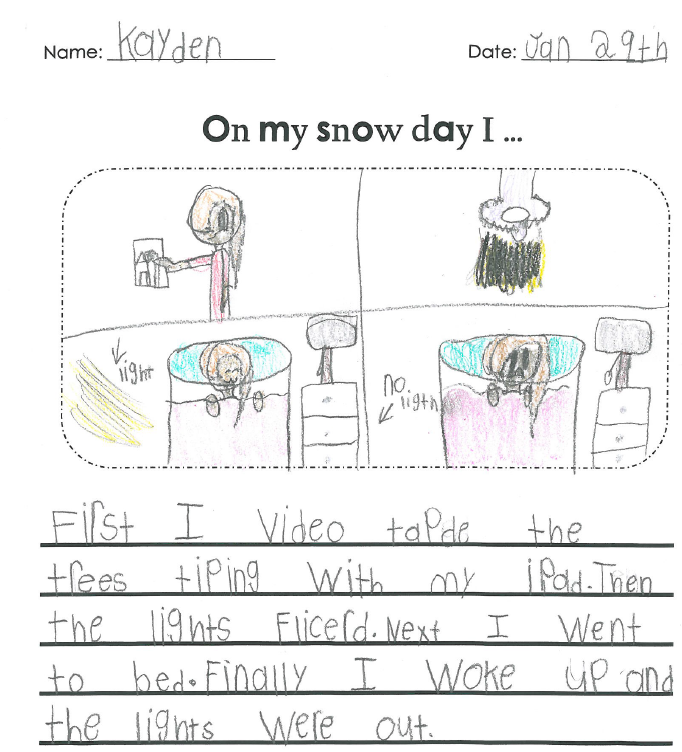 Name: Kayden
Date: Jan 29th
On my snow day I ...
light
no
ligth
First I video tapde the
trees tiping with my ipad. Then
the lights flicerd. Next I went
to bed. Finally I woke up and
the lights were out.